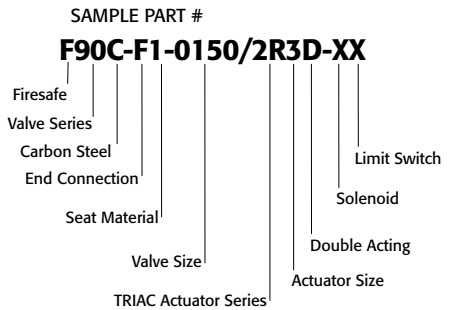 SAMPLE PART #
F90C-F1-0150/2R3D-XX
Firesafe
Valve Series
Carbon Steel
End Connection
Seat Material
Valve Size
TRIAC Actuator Series
Limit Switch
Solenoid
Double Acting
Actuator Size